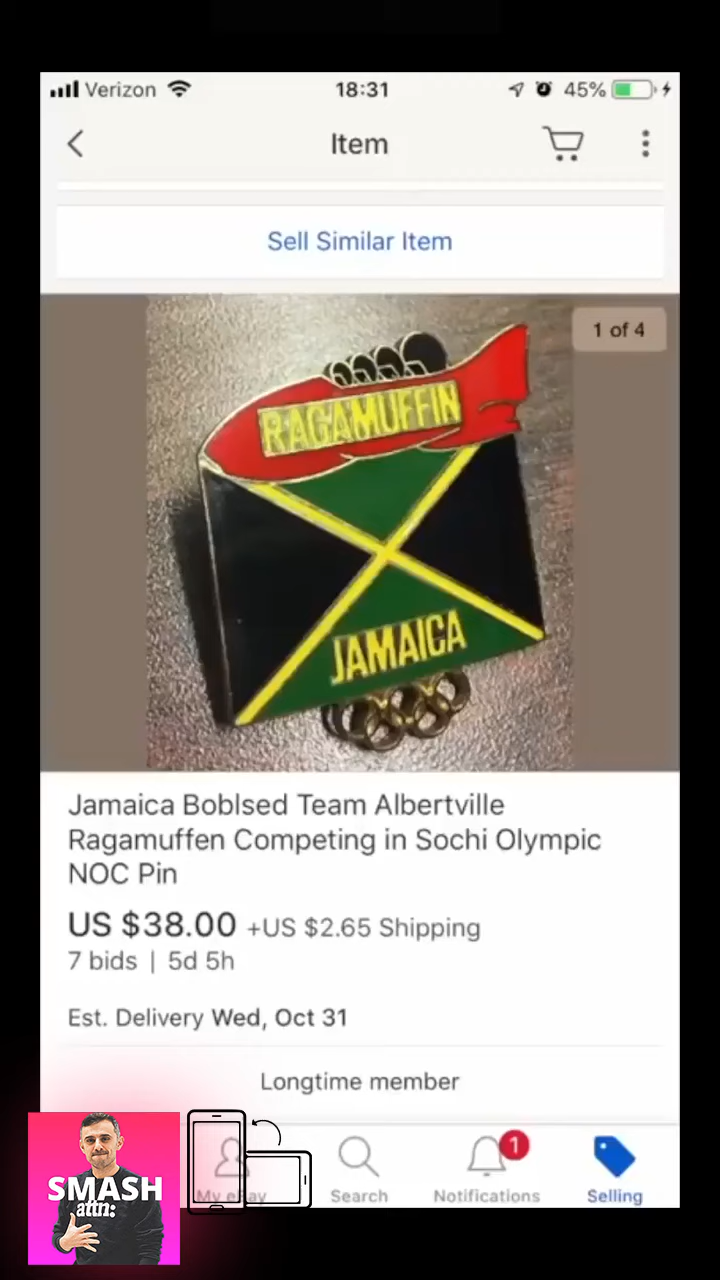 Verizon 18:31 45%
Item
Sell Similar Item
1 of 4
RAGAMUFFIN
JAMAICA
Jamaica Boblsed Team Albertville
Ragamuffen Competing in Sochi Olympic
NOC Pin
US $38.00 +US $2.65 Shipping
7 bids | 5d 5h
Est. Delivery Wed, Oct 31
Longtime member
1
My eBay Search Notifications Selling
SMASH
attn: